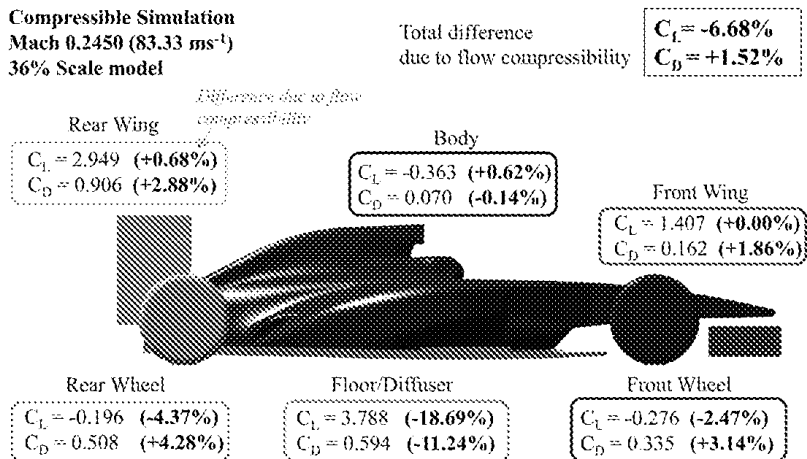 Compressible Simulation
Mach 0.2450 (83.33 ms⁻¹)
36% Scale model
Total difference
due to flow compressibility
C_L = -6.68%
C_D = +1.52%
Difference due to flow
compressibility
Rear Wing
C_L = 2.949 (+0.68%)
C_D = 0.906 (+2.88%)
Body
C_L = -0.363 (+0.62%)
C_D = 0.070 (-0.14%)
Front Wing
C_L = 1.407 (+0.00%)
C_D = 0.162 (+1.86%)
Rear Wheel
C_L = -0.196 (-4.37%)
C_D = 0.508 (+4.28%)
Floor/Diffuser
C_L = 3.788 (-18.69%)
C_D = 0.594 (-11.24%)
Front Wheel
C_L = -0.276 (-2.47%)
C_D = 0.335 (+3.14%)